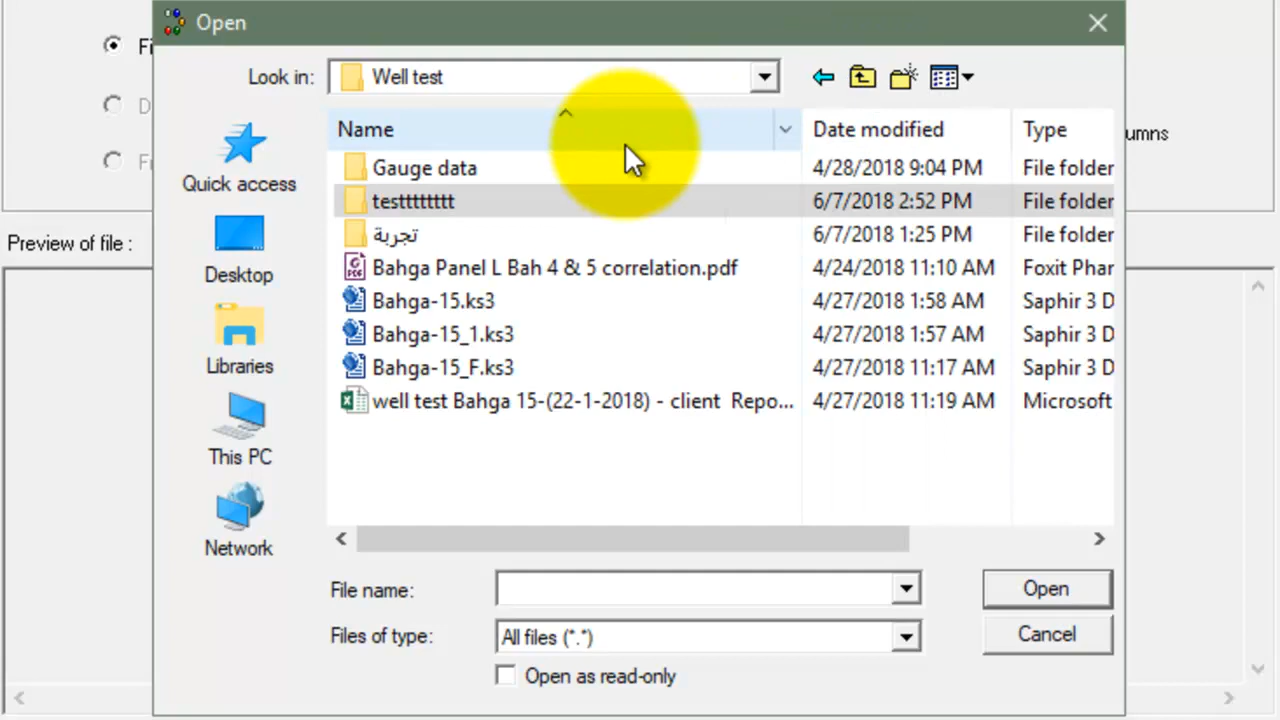 Open
Look in: Well test
Name Date modified Type
Gauge data 4/28/2018 9:04 PM File folder
testttttttt 6/7/2018 2:52 PM File folder
تجربة 6/7/2018 1:25 PM File folder
Bahga Panel L Bah 4 & 5 correlation.pdf 4/24/2018 11:10 AM Foxit Phar
Bahga-15.ks3 4/27/2018 1:58 AM Saphir 3 D
Bahga-15_1.ks3 4/27/2018 1:57 AM Saphir 3 D
Bahga-15_F.ks3 4/27/2018 11:17 AM Saphir 3 D
well test Bahga 15-(22-1-2018) - client Repo... 4/27/2018 11:19 AM Microsoft
Quick access
Desktop
Libraries
This PC
Network
File name: Open
Files of type: All files (*.*) Cancel
Open as read-only
Fi
D
Fr
umns
Preview of file :